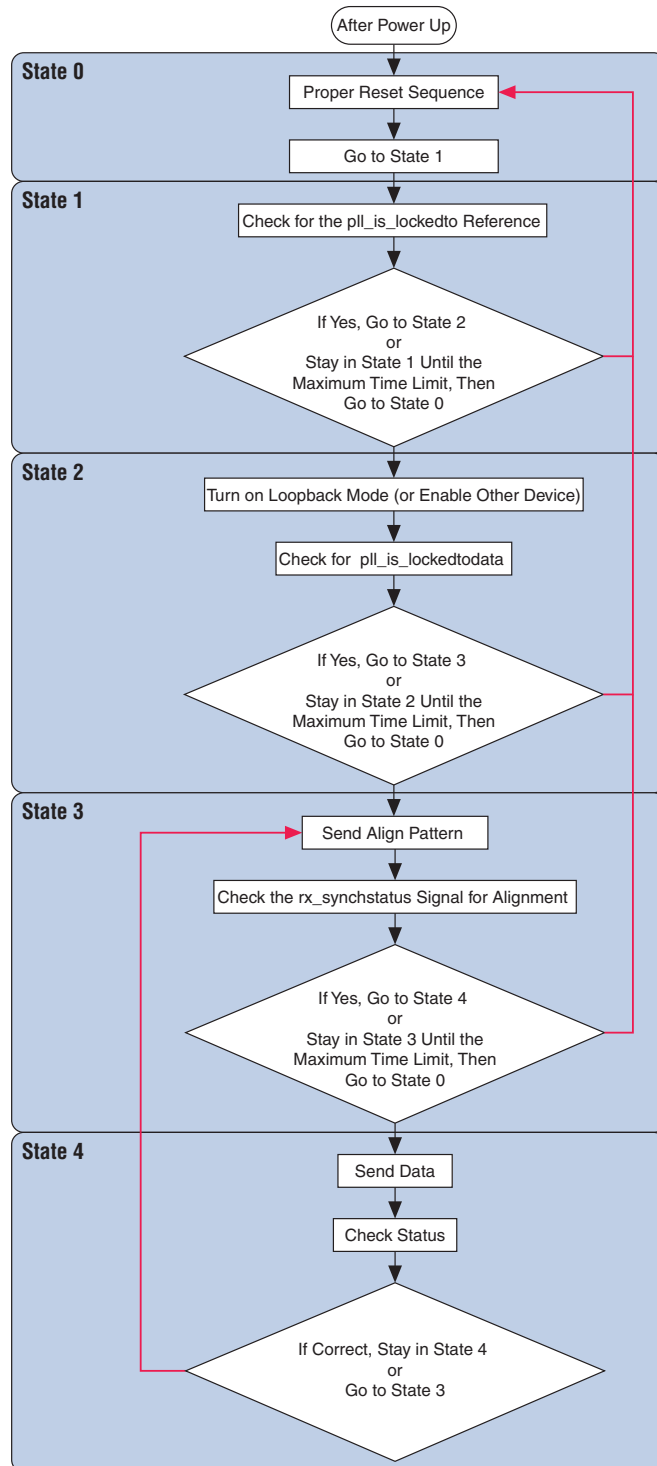 After Power Up
State 0
Proper Reset Sequence
Go to State 1
State 1
Check for the pll_is_lockedto Reference
If Yes, Go to State 2
or
Stay in State 1 Until the
Maximum Time Limit, Then
Go to State 0
State 2
Turn on Loopback Mode (or Enable Other Device)
Check for pll_is_lockedtodata
If Yes, Go to State 3
or
Stay in State 2 Until the
Maximum Time Limit, Then
Go to State 0
State 3
Send Align Pattern
Check the rx_synchstatus Signal for Alignment
If Yes, Go to State 4
or
Stay in State 3 Until the
Maximum Time Limit, Then
Go to State 0
State 4
Send Data
Check Status
If Correct, Stay in State 4
or
Go to State 3